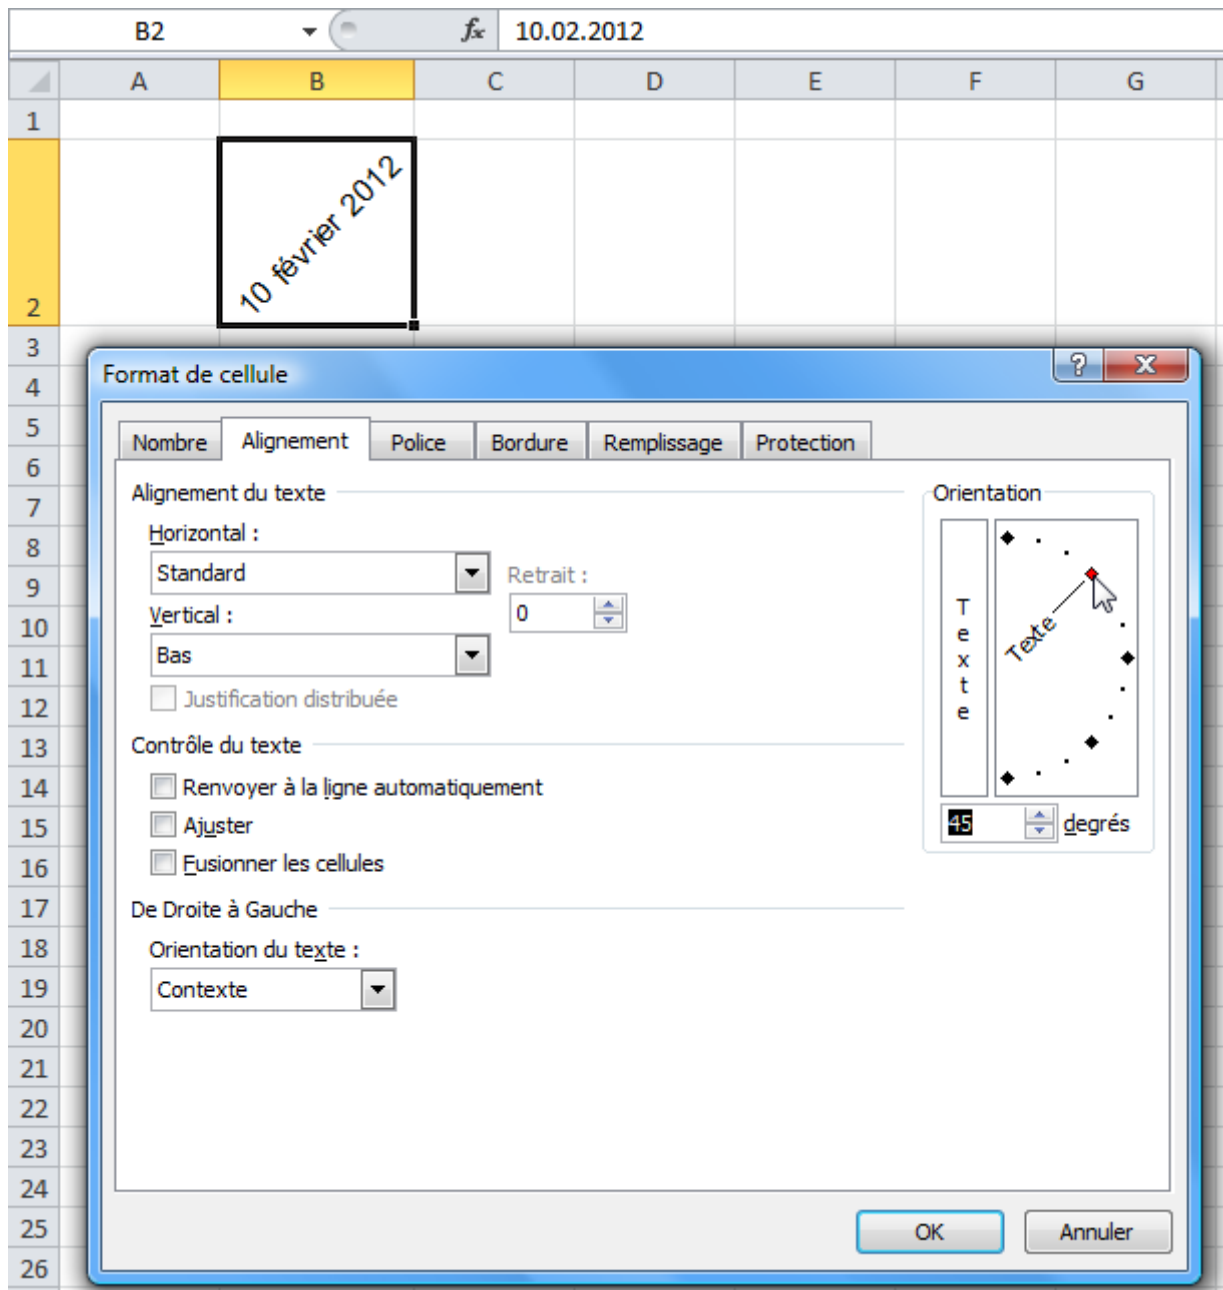 B2 fx 10.02.2012
A B C D E F G
1
10 février 2012
2
3
4
5
6
7
8
9
10
11
12
13
14
15
16
17
18
19
20
21
22
23
24
25
26
Format de cellule ? X
Nombre Alignement Police Bordure Remplissage Protection
Alignement du texte
Horizontal :
Standard
Retrait :
0
Vertical :
Bas
Justification distribuée
Contrôle du texte
Renvoyer à la ligne automatiquement
Ajuster
Fusionner les cellules
De Droite à Gauche
Orientation du texte :
Contexte
Orientation
T
e
x
t
e
Texte
45 degrés
OK Annuler